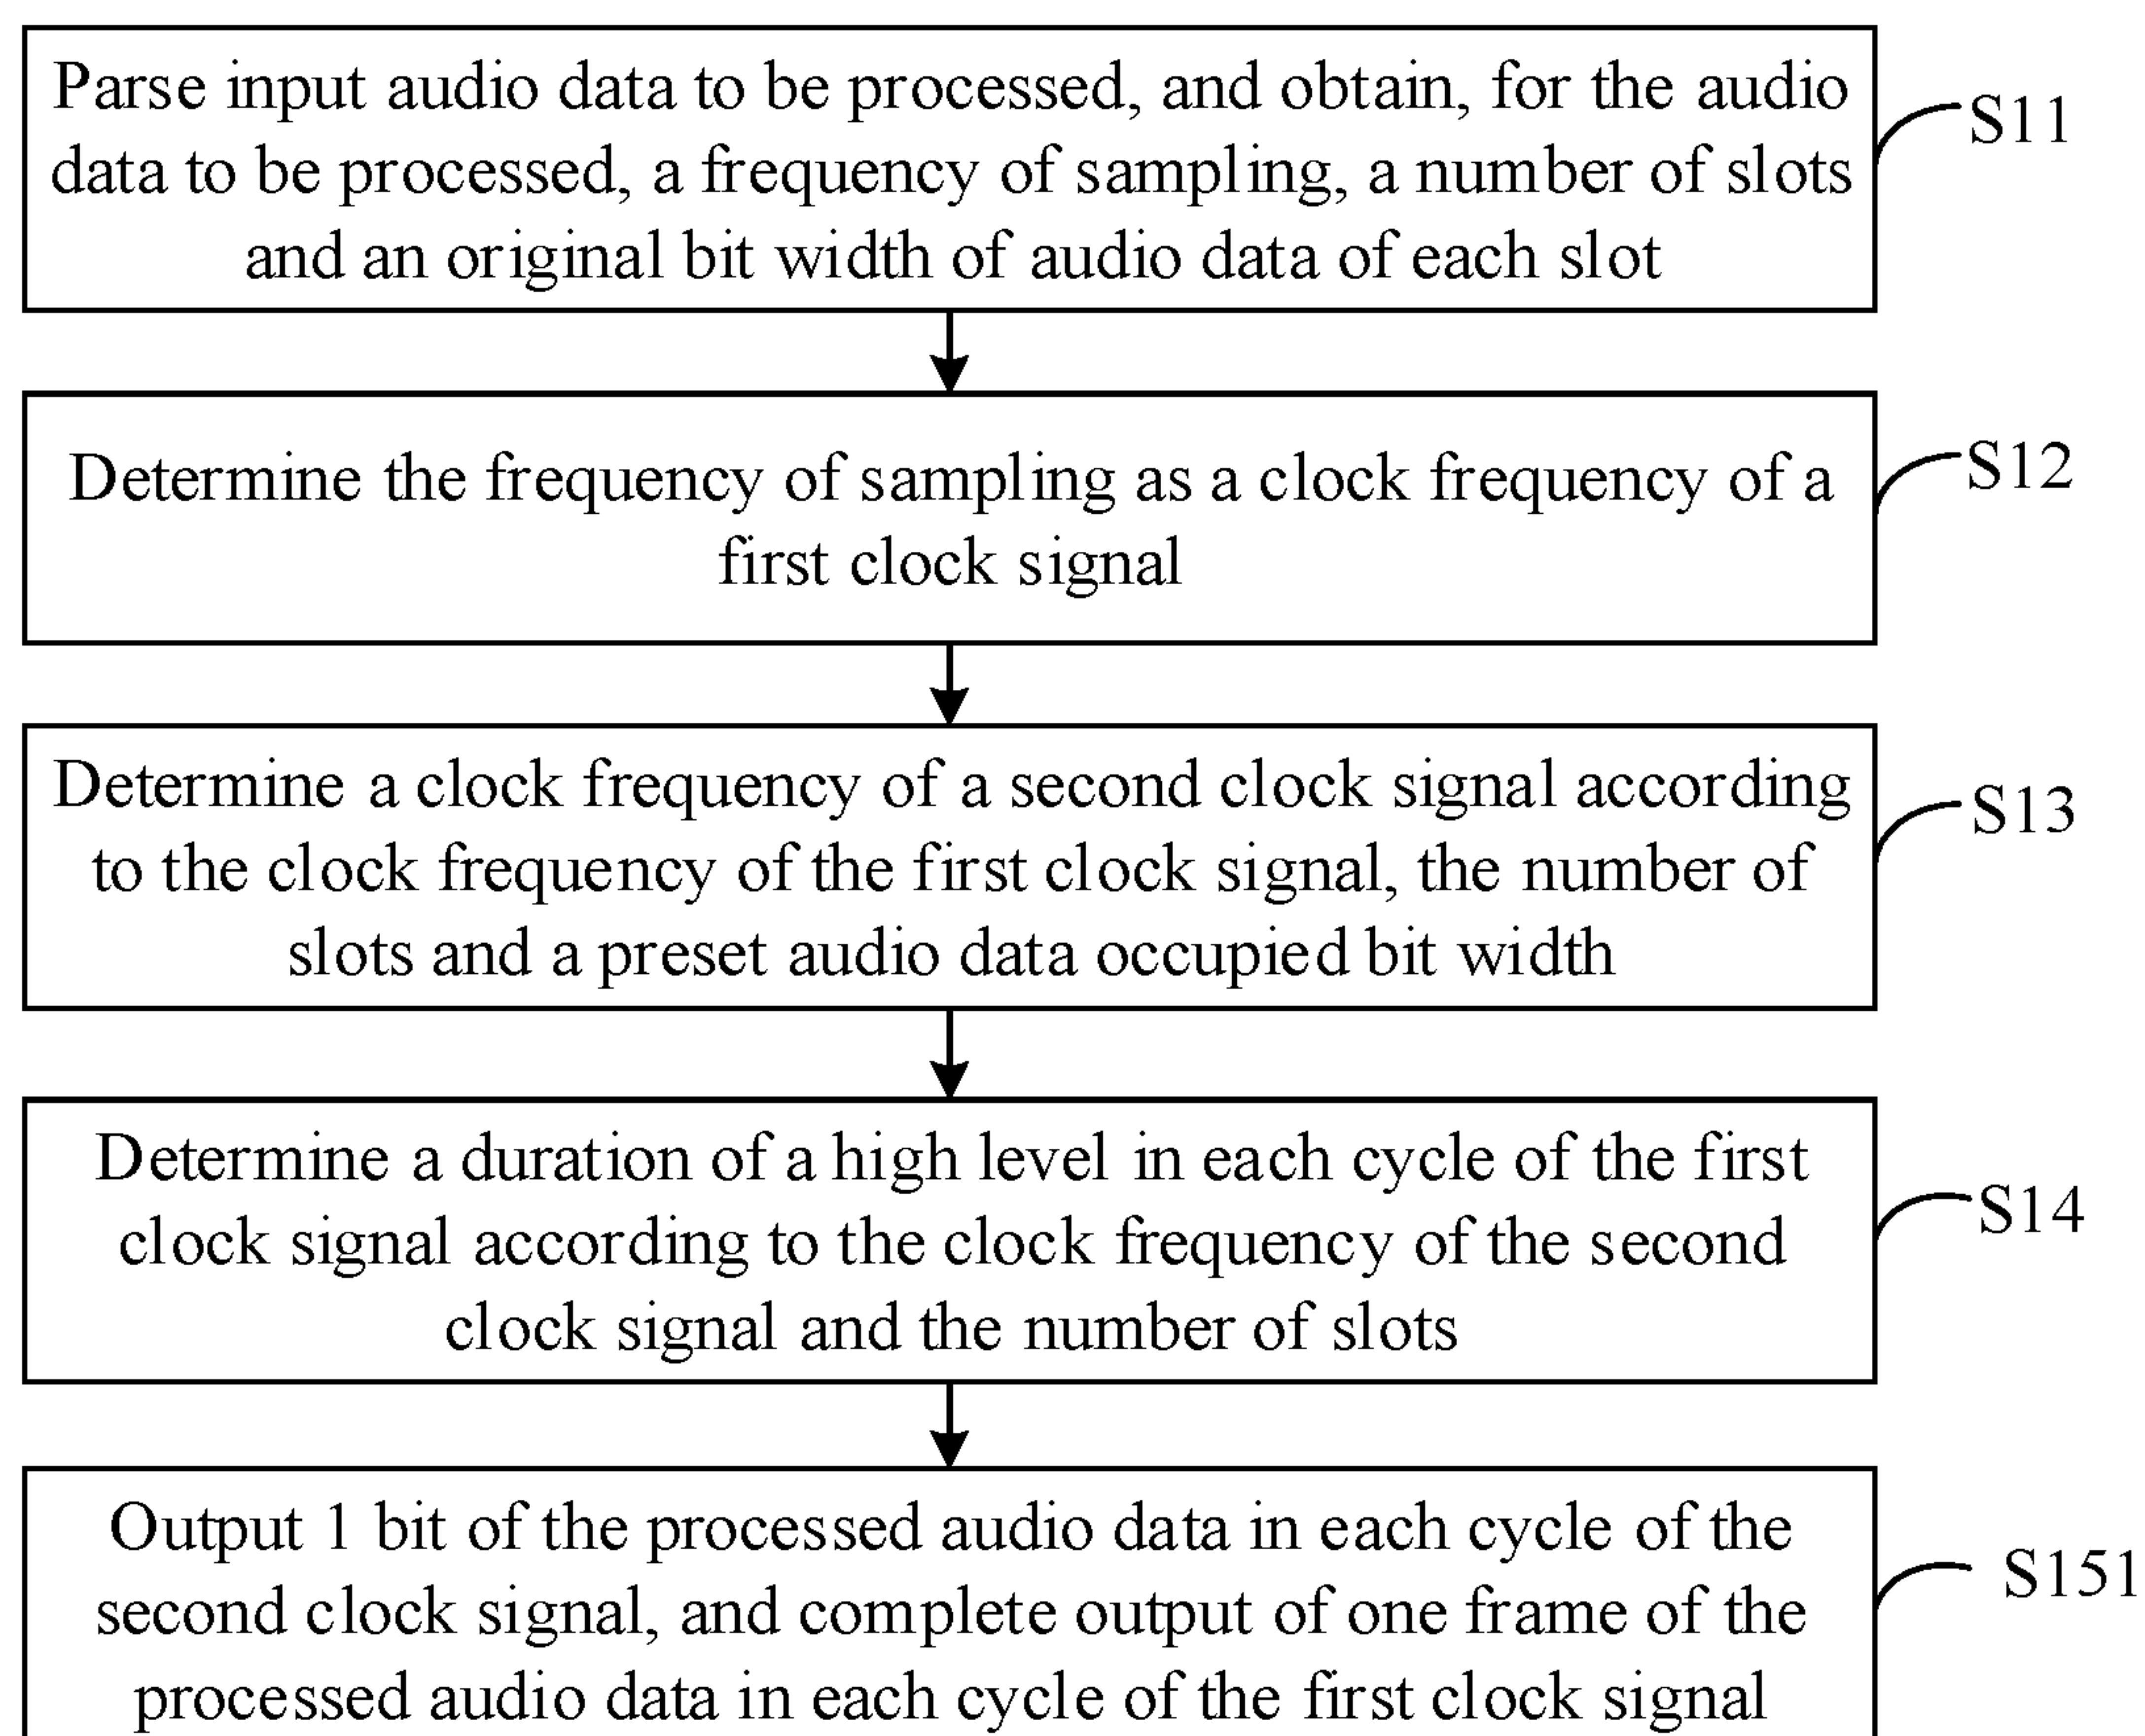 Parse input audio data to be processed, and obtain, for the audio
data to be processed, a frequency of sampling, a number of slots
and an original bit width of audio data of each slot
S11
Determine the frequency of sampling as a clock frequency of a
first clock signal
S12
Determine a clock frequency of a second clock signal according
to the clock frequency of the first clock signal, the number of
slots and a preset audio data occupied bit width
S13
Determine a duration of a high level in each cycle of the first
clock signal according to the clock frequency of the second
clock signal and the number of slots
S14
Output 1 bit of the processed audio data in each cycle of the
second clock signal, and complete output of one frame of the
processed audio data in each cycle of the first clock signal
S151